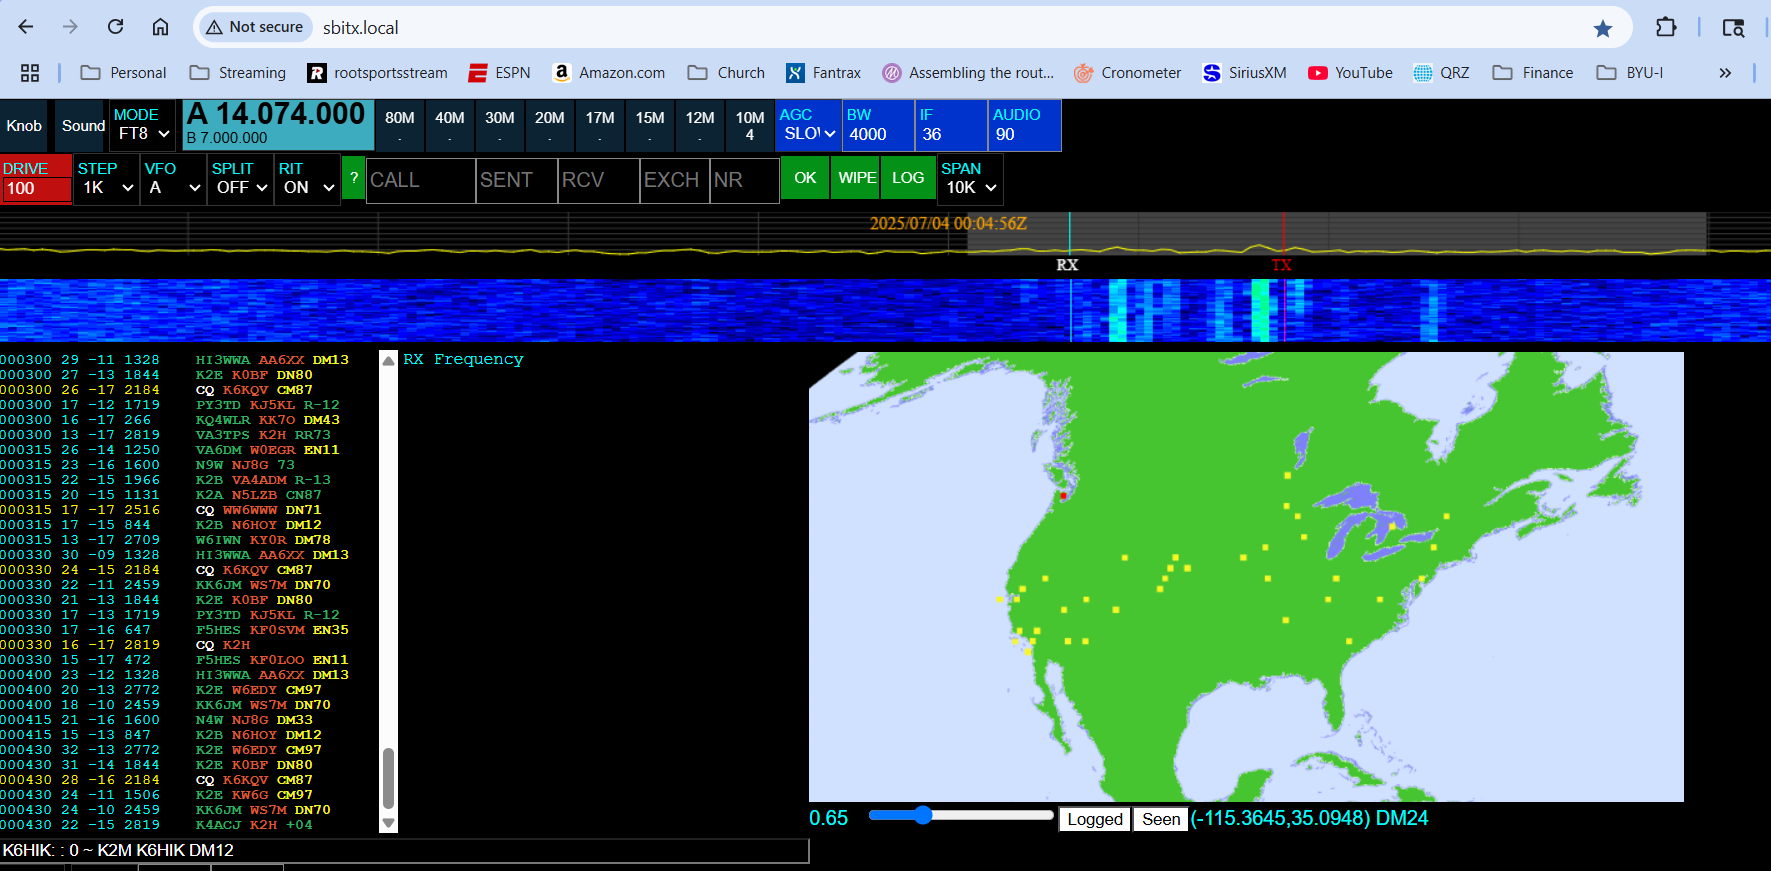 Not secure sbitx.local
Personal Streaming rootsportsstream ESPN Amazon.com Church Fantrax Assembling the rout... Cronometer SiriusXM YouTube QRZ Finance BYU-I »
Knob Sound MODE FT8 A 14.074.000 B 7.000.000 80M . 40M . 30M . 20M . 17M . 15M . 12M . 10M 4 AGC SLOW BW 4000 IF 36 AUDIO 90
DRIVE 100 STEP 1K VFO A SPLIT OFF RIT ON ? CALL SENT RCV EXCH NR OK WIPE LOG SPAN 10K
2025/07/04 00:04:56Z
RX TX
000300 29 -11 1328 HI3WWA AA6XX DM13
000300 27 -13 1844 K2E K0BF DN80
000300 26 -17 2184 CQ K6KQV CM87
000300 17 -12 1719 PY3TD KJ5KL R-12
000300 16 -17 266 KQ4WLR KK7O DM43
000300 13 -17 2819 VA3TPS K2H RR73
000315 26 -14 1250 VA6DM W0EGR EN11
000315 23 -16 1600 N9W NJ8G 73
000315 22 -15 1966 K2B VA4ADM R-13
000315 20 -15 1131 K2A N5LZB CN87
000315 17 -17 2516 CQ WW6WWW DN71
000315 17 -15 844 K2B N6HOY DM12
000315 13 -17 2709 W6IWN KY0R DM78
000330 30 -09 1328 HI3WWA AA6XX DM13
000330 24 -15 2184 CQ K6KQV CM87
000330 22 -11 2459 KK6JM WS7M DN70
000330 21 -13 1844 K2E K0BF DN80
000330 17 -13 1719 PY3TD KJ5KL R-12
000330 17 -16 647 F5HES KF0SVM EN35
000330 16 -17 2819 CQ K2H
000330 15 -17 472 F5HES KF0LOO EN11
000400 23 -12 1328 HI3WWA AA6XX DM13
000400 20 -13 2772 K2E W6EDY CM97
000400 18 -10 2459 KK6JM WS7M DN70
000415 21 -16 1600 N4W NJ8G DM33
000415 15 -13 847 K2B N6HOY DM12
000430 32 -13 2772 K2E W6EDY CM97
000430 31 -14 1844 K2E K0BF DN80
000430 28 -16 2184 CQ K6KQV CM87
000430 24 -11 1506 K2E KW6G CM97
000430 24 -10 2459 KK6JM WS7M DN70
000430 22 -15 2819 K4ACJ K2H +04
RX Frequency
0.65 Logged Seen (-115.3645,35.0948) DM24
K6HIK: : 0 ~ K2M K6HIK DM12